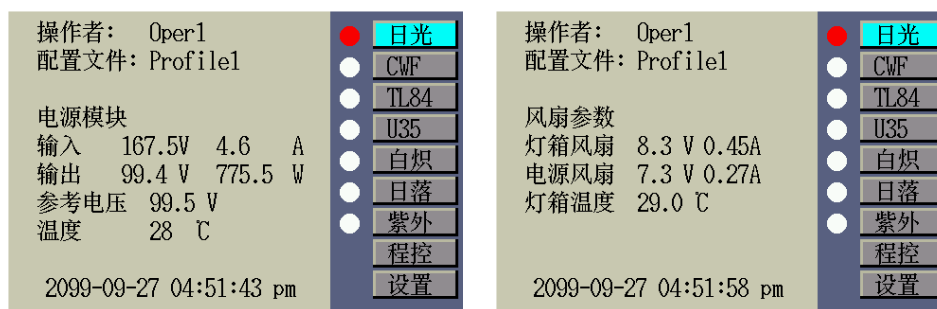 操作者： Oper1
配置文件：Profile1
电源模块
输入 167.5V 4.6 A
输出 99.4 V 775.5 W
参考电压 99.5 V
温度 28 ℃
2099-09-27 04:51:43 pm
日光
CWF
TL84
U35
白炽
日落
紫外
程控
设置
操作者： Oper1
配置文件：Profile1
风扇参数
灯箱风扇 8.3 V 0.45A
电源风扇 7.3 V 0.27A
灯箱温度 29.0 ℃
2099-09-27 04:51:58 pm
日光
CWF
TL84
U35
白炽
日落
紫外
程控
设置